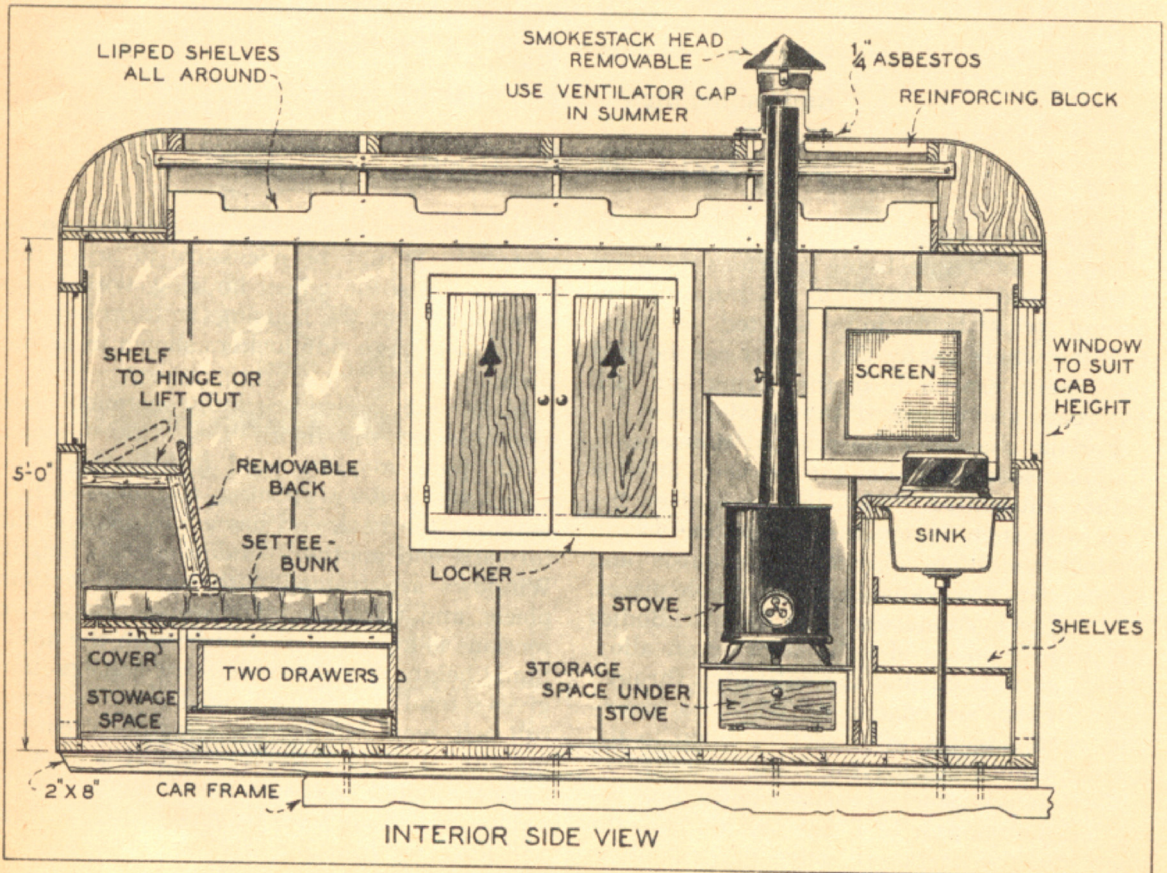 LIPPED SHELVES
ALL AROUND
SMOKESTACK HEAD
REMOVABLE
USE VENTILATOR CAP
IN SUMMER
1/4" ASBESTOS
REINFORCING BLOCK
SHELF
TO HINGE OR
LIFT OUT
5'-0"
REMOVABLE
BACK
SETTEE-
BUNK
LOCKER
SCREEN
WINDOW
TO SUIT
CAB
HEIGHT
SINK
STOVE
SHELVES
COVER
TWO DRAWERS
STOWAGE
SPACE
STORAGE
SPACE UNDER
STOVE
2" X 8"
CAR FRAME
INTERIOR SIDE VIEW